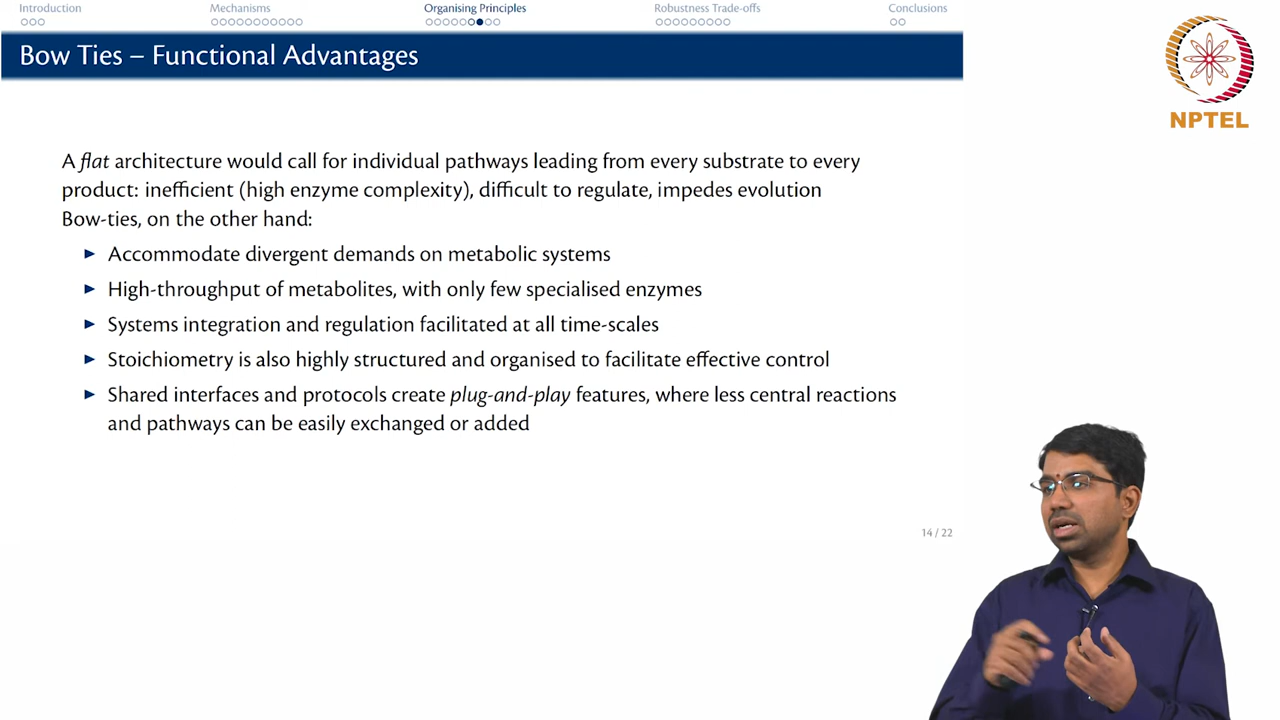 Introduction
Mechanisms
Organising Principles
Robustness Trade-offs
Conclusions
Bow Ties – Functional Advantages
NPTEL
A flat architecture would call for individual pathways leading from every substrate to every
product: inefficient (high enzyme complexity), difficult to regulate, impedes evolution
Bow-ties, on the other hand:
► Accommodate divergent demands on metabolic systems
► High-throughput of metabolites, with only few specialised enzymes
► Systems integration and regulation facilitated at all time-scales
► Stoichiometry is also highly structured and organised to facilitate effective control
► Shared interfaces and protocols create plug-and-play features, where less central reactions
and pathways can be easily exchanged or added
14 / 22